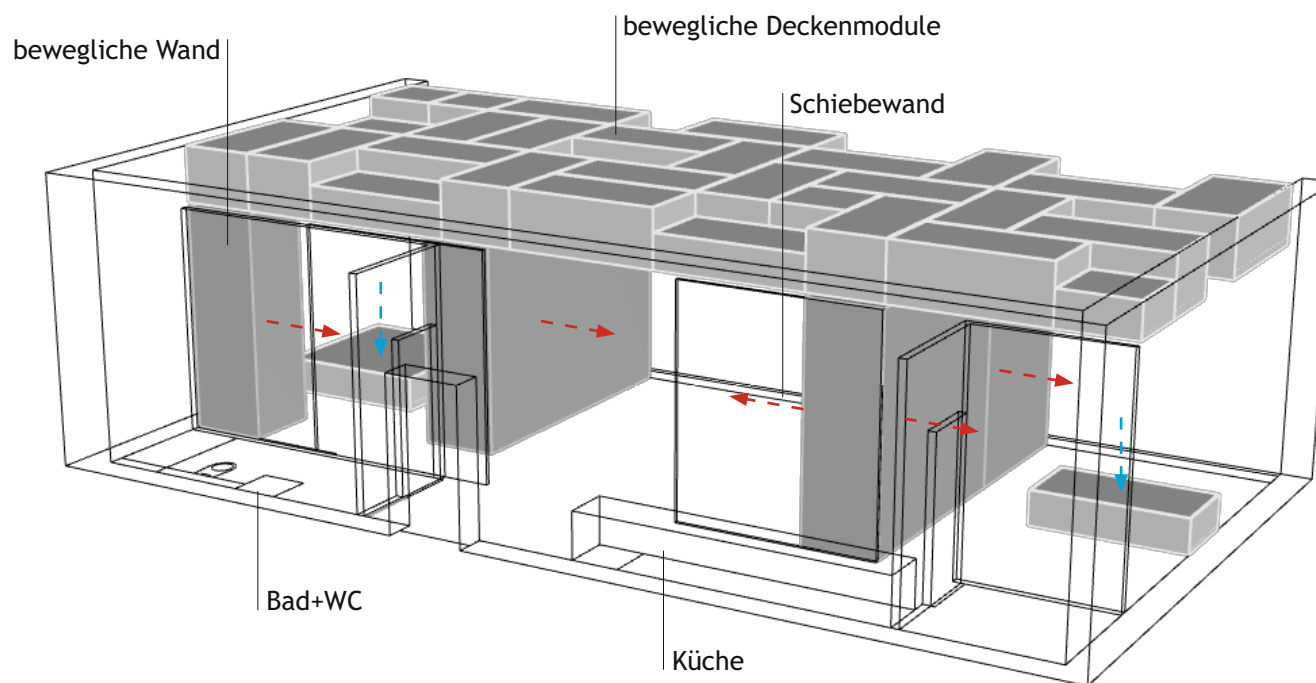 bewegliche Deckenmodule
bewegliche Wand
Schiebewand
Bad+WC
Küche